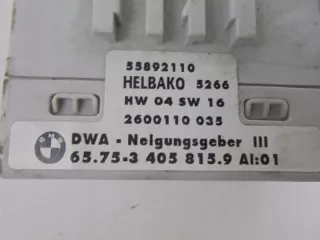 55892110
HELBAKO 5266
HW 04 SW 16
2600110 035
DWA - Neigungsgeber III
65.75-3 405 815.9 AI:01